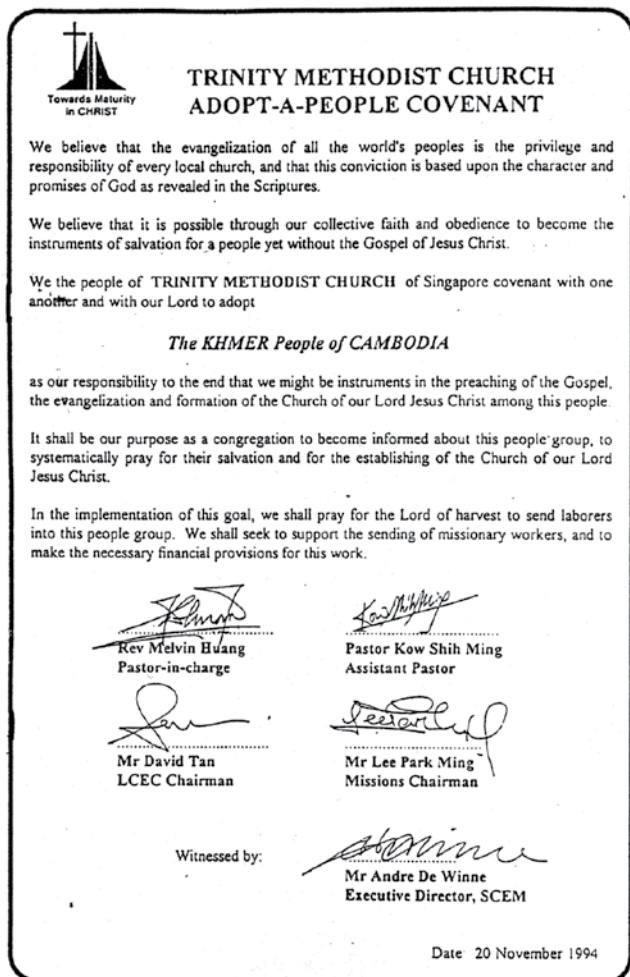 Towards Maturity
in CHRIST
TRINITY METHODIST CHURCH
ADOPT-A-PEOPLE COVENANT
We believe that the evangelization of all the world's peoples is the privilege and
responsibility of every local church, and that this conviction is based upon the character and
promises of God as revealed in the Scriptures.
We believe that it is possible through our collective faith and obedience to become the
instruments of salvation for a people yet without the Gospel of Jesus Christ.
We the people of TRINITY METHODIST CHURCH of Singapore covenant with one
another and with our Lord to adopt
The KHMER People of CAMBODIA
as our responsibility to the end that we might be instruments in the preaching of the Gospel,
the evangelization and formation of the Church of our Lord Jesus Christ among this people.
It shall be our purpose as a congregation to become informed about this people group, to
systematically pray for their salvation and for the establishing of the Church of our Lord
Jesus Christ.
In the implementation of this goal, we shall pray for the Lord of harvest to send laborers
into this people group. We shall seek to support the sending of missionary workers, and to
make the necessary financial provisions for this work.
Rev Melvin Huang
Pastor-in-charge
Kow Shih Ming
Pastor Kow Shih Ming
Assistant Pastor
Mr David Tan
LCEC Chairman
Mr Lee Park Ming
Missions Chairman
Witnessed by:
Mr Andre De Winne
Executive Director, SCEM
Date 20 November 1994